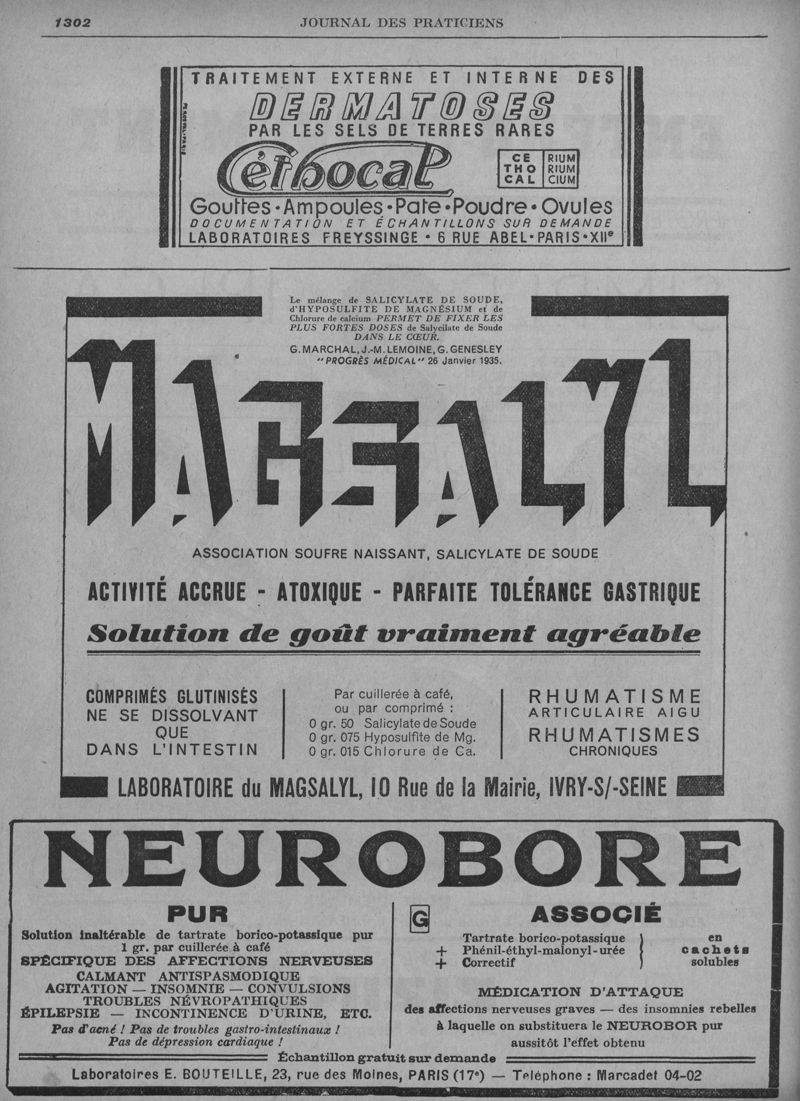 1302
JOURNAL DES PRATICIENS
TRAITEMENT EXTERNE ET INTERNE DES
DERMATOSES
PAR LES SELS DE TERRES RARES
Cèthocal
CE RIUM
THO RIUM
CAL CIUM
Gouttes • Ampoules • Pate • Poudre • Ovules
DOCUMENTATION ET ÉCHANTILLONS SUR DEMANDE
LABORATOIRES FREYSSINGE • 6 RUE ABEL • PARIS • XIIe
Le mélange de SALICYLATE DE SOUDE,
d'HYPOSULFITE DE MAGNÉSIUM et de
Chlorure de calcium PERMET DE FIXER LES
PLUS FORTES DOSES de Salycilate de Soude
DANS LE CŒUR.
G. MARCHAL, J.-M. LEMOINE, G. GENESLEY
"PROGRÈS MÉDICAL" 26 Janvier 1935.
MAGSALYL
ASSOCIATION SOUFRE NAISSANT, SALICYLATE DE SOUDE
ACTIVITÉ ACCRUE - ATOXIQUE - PARFAITE TOLÉRANCE GASTRIQUE
Solution de goût vraiment agréable
COMPRIMÉS GLUTINISÉS
NE SE DISSOLVANT
QUE
DANS L'INTESTIN
Par cuillerée à café,
ou par comprimé :
0 gr. 50 Salicylate de Soude
0 gr. 075 Hyposulfite de Mg.
0 gr. 015 Chlorure de Ca.
RHUMATISME
ARTICULAIRE AIGU
RHUMATISMES
CHRONIQUES
LABORATOIRE du MAGSALYL, 10 Rue de la Mairie, IVRY-S/-SEINE
NEUROBORE
PUR
Solution inaltérable de tartrate borico-potassique pur
1 gr. par cuillerée à café
SPÉCIFIQUE DES AFFECTIONS NERVEUSES
CALMANT ANTISPASMODIQUE
AGITATION — INSOMNIE — CONVULSIONS
TROUBLES NÉVROPATHIQUES
ÉPILEPSIE — INCONTINENCE D'URINE, ETC.
Pas d'acné ! Pas de troubles gastro-intestinaux !
Pas de dépression cardiaque !
G
ASSOCIÉ
Tartrate borico-potassique
+ Phénil-éthyl-malonyl-urée
+ Correctif
en
cachets
solubles
MÉDICATION D'ATTAQUE
des affections nerveuses graves — des insomnies rebelles
à laquelle on substituera le NEUROBOR pur
aussitôt l'effet obtenu
Échantillon gratuit sur demande
Laboratoires E. BOUTEILLE, 23, rue des Moines, PARIS (17e) — Téléphone : Marcadet 04-02